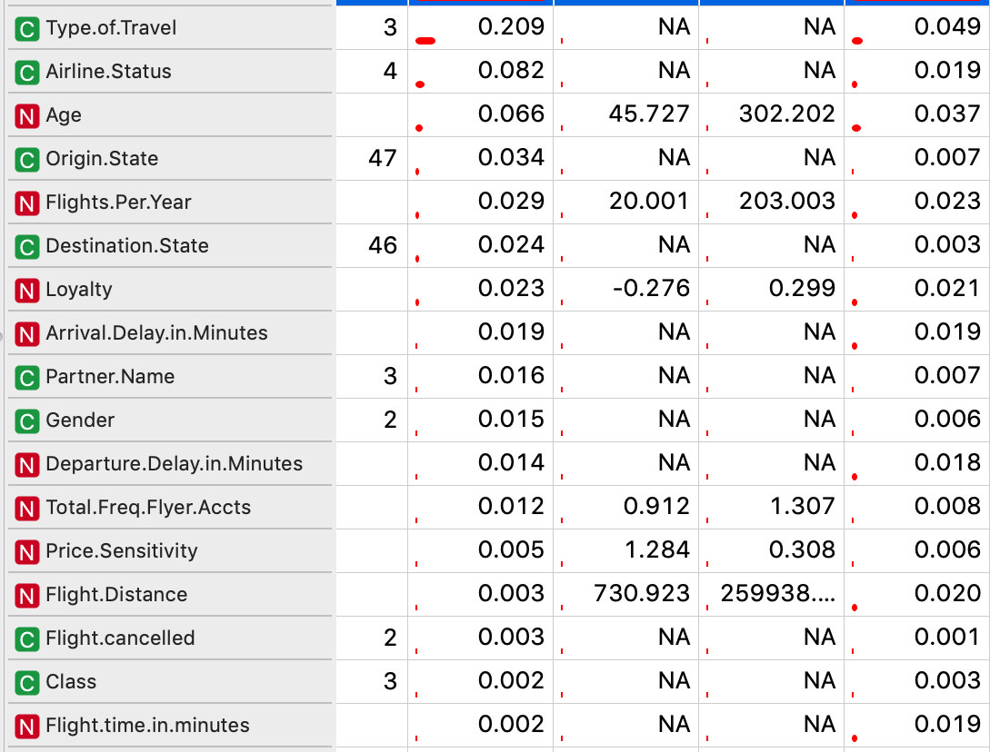 C Type.of.Travel 3 0.209 NA NA 0.049
C Airline.Status 4 0.082 NA NA 0.019
N Age 0.066 45.727 302.202 0.037
C Origin.State 47 0.034 NA NA 0.007
N Flights.Per.Year 0.029 20.001 203.003 0.023
C Destination.State 46 0.024 NA NA 0.003
N Loyalty 0.023 -0.276 0.299 0.021
N Arrival.Delay.in.Minutes 0.019 NA NA 0.019
C Partner.Name 3 0.016 NA NA 0.007
C Gender 2 0.015 NA NA 0.006
N Departure.Delay.in.Minutes 0.014 NA NA 0.018
N Total.Freq.Flyer.Accts 0.012 0.912 1.307 0.008
N Price.Sensitivity 0.005 1.284 0.308 0.006
N Flight.Distance 0.003 730.923 259938.... 0.020
C Flight.cancelled 2 0.003 NA NA 0.001
C Class 3 0.002 NA NA 0.003
N Flight.time.in.minutes 0.002 NA NA 0.019